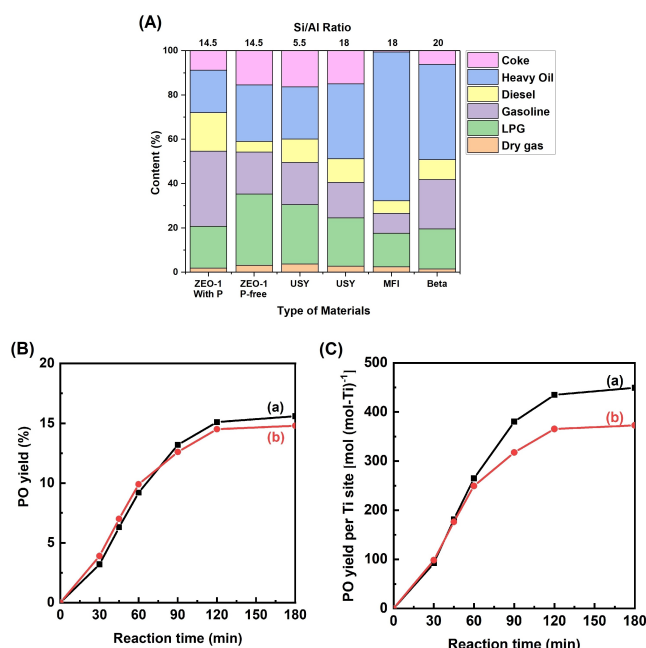 (A)
Si/Al Ratio
14.5 14.5 5.5 18 18 20
100
80
60
40
20
0
Content (%)
Coke
Heavy Oil
Diesel
Gasoline
LPG
Dry gas
ZEO-1 ZEO-1 USY USY MFI Beta
With P P-free
Type of Materials
(B)
20
15
10
5
0
PO yield (%)
(a)
(b)
0 30 60 90 120 150 180
Reaction time (min)
(C)
500
400
300
200
100
0
PO yield per Ti site |mol (mol-Ti)⁻¹|
(a)
(b)
0 30 60 90 120 150 180
Reaction time (min)